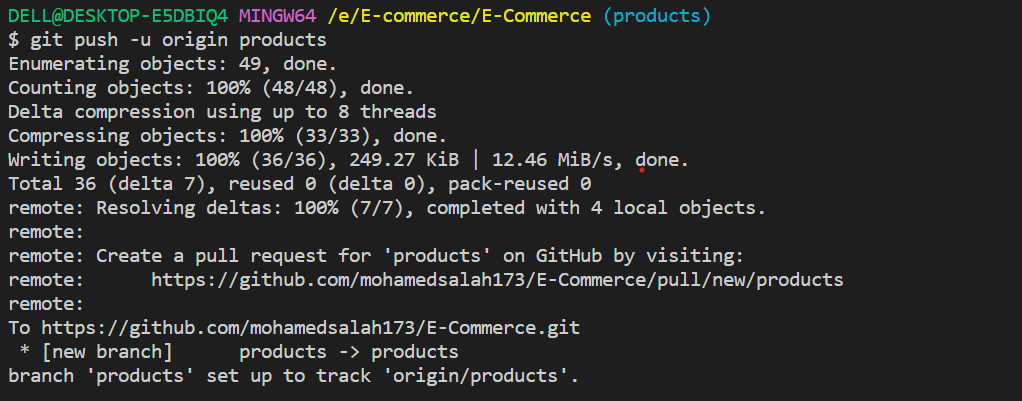 DELL@DESKTOP-E5DBIQ4 MINGW64 /e/E-commerce/E-Commerce (products)
$ git push -u origin products
Enumerating objects: 49, done.
Counting objects: 100% (48/48), done.
Delta compression using up to 8 threads
Compressing objects: 100% (33/33), done.
Writing objects: 100% (36/36), 249.27 KiB | 12.46 MiB/s, done.
Total 36 (delta 7), reused 0 (delta 0), pack-reused 0
remote: Resolving deltas: 100% (7/7), completed with 4 local objects.
remote:
remote: Create a pull request for 'products' on GitHub by visiting:
remote:      https://github.com/mohamedsalah173/E-Commerce/pull/new/products
remote:
To https://github.com/mohamedsalah173/E-Commerce.git
 * [new branch]      products -> products
branch 'products' set up to track 'origin/products'.